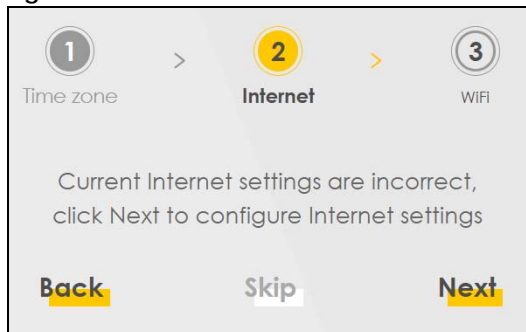 1 > 2 > 3
Time zone Internet WiFi
Current Internet settings are incorrect,
click Next to configure Internet settings
Back Skip Next